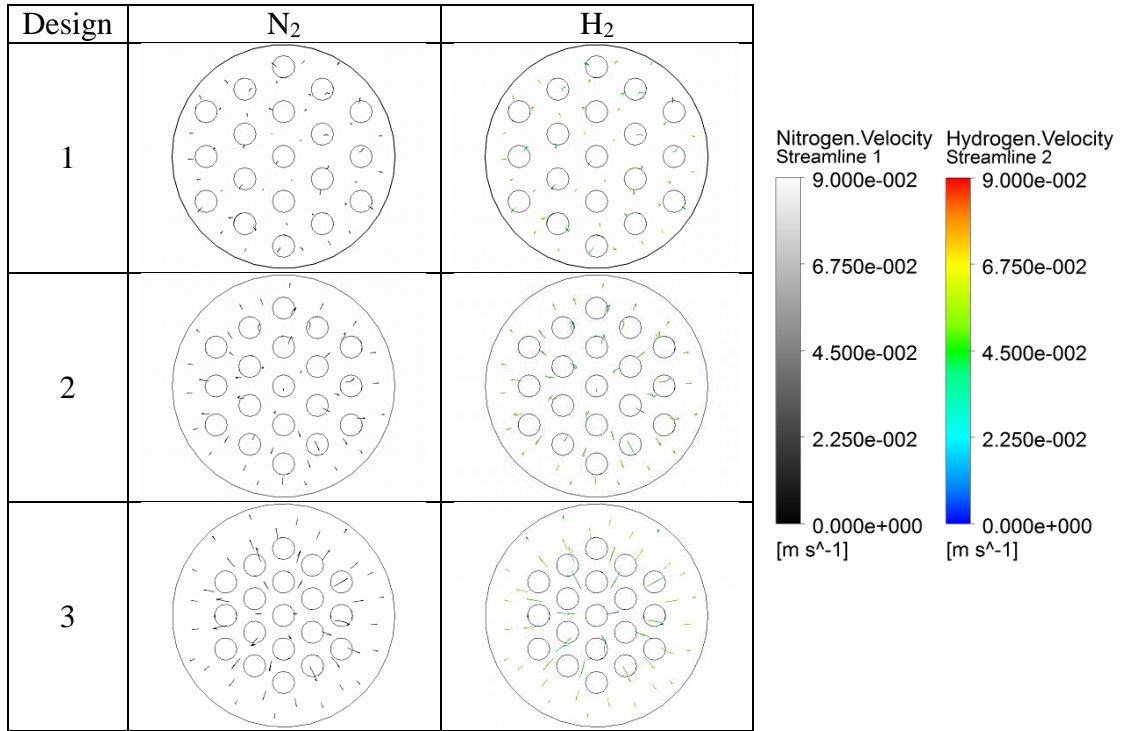 Design N₂ H₂
1
2
3
Nitrogen.Velocity
Streamline 1
9.000e-002
6.750e-002
4.500e-002
2.250e-002
0.000e+000
[m s^-1]
Hydrogen.Velocity
Streamline 2
9.000e-002
6.750e-002
4.500e-002
2.250e-002
0.000e+000
[m s^-1]